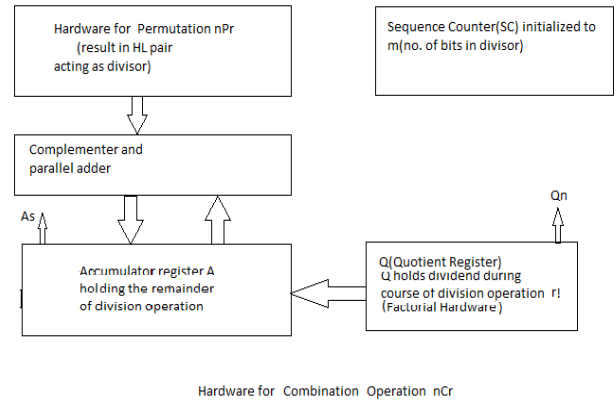 Hardware for Permutation nPr
(result in HL pair
acting as divisor)
Sequence Counter(SC) initialized to
m(no. of bits in divisor)
Complementer and
parallel adder
As
Qn
Accumulator register A
holding the remainder
of division operation
Q(Quotient Register)
Q holds dividend during
course of division operation r!
(Factorial Hardware)
Hardware for Combination Operation nCr